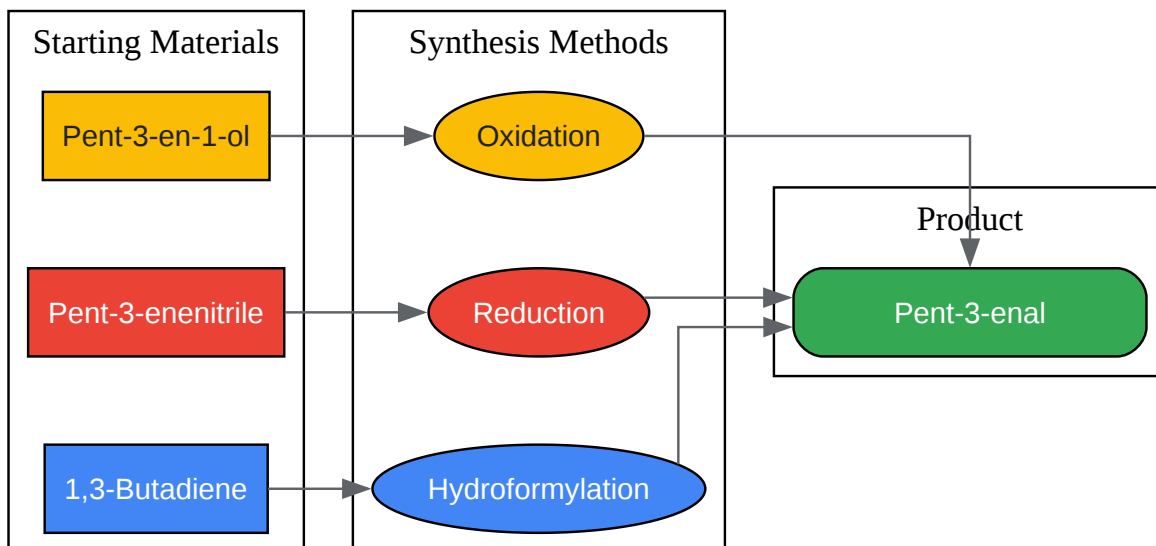 Starting Materials
Synthesis Methods
Pent-3-en-1-ol
Oxidation
Product
Pent-3-enenitrile
Reduction
Pent-3-enal
1,3-Butadiene
Hydroformylation